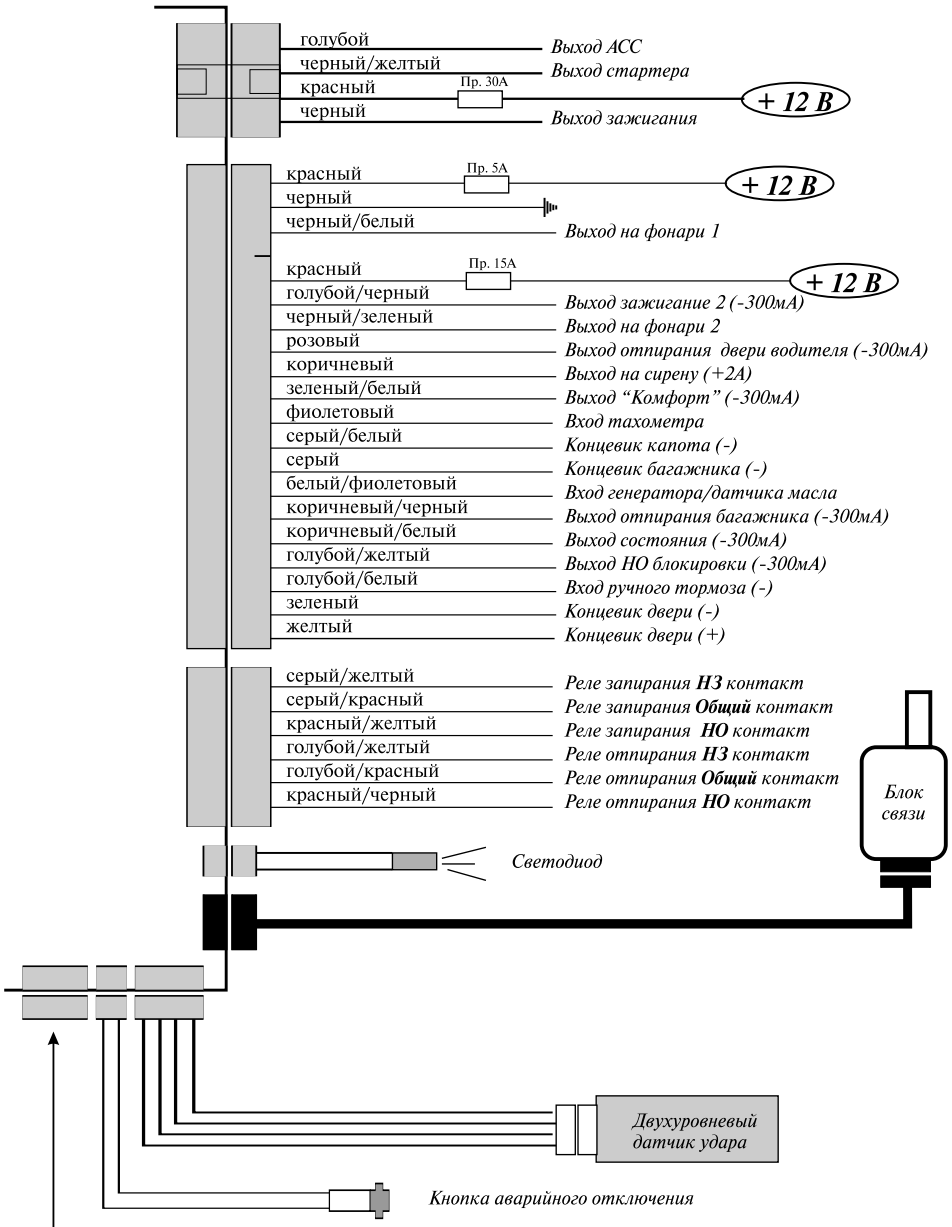 голубой Выход АСС
черный/желтый Выход стартера
красный Пр. 30А + 12 В
черный Выход зажигания
красный Пр. 5А + 12 В
черный
черный/белый Выход на фонари 1
красный Пр. 15А + 12 В
голубой/черный Выход зажигание 2 (-300мА)
черный/зеленый Выход на фонари 2
розовый Выход отпирания двери водителя (-300мА)
коричневый Выход на сирену (+2А)
зеленый/белый Выход “Комфорт” (-300мА)
фиолетовый Вход тахометра
серый/белый Концевик капота (-)
серый Концевик багажника (-)
белый/фиолетовый Вход генератора/датчика масла
коричневый/черный Выход отпирания багажника (-300мА)
коричневый/белый Выход состояния (-300мА)
голубой/желтый Выход НО блокировки (-300мА)
голубой/белый Вход ручного тормоза (-)
зеленый Концевик двери (-)
желтый Концевик двери (+)
серый/желтый Реле запирания НЗ контакт
серый/красный Реле запирания Общий контакт
красный/желтый Реле запирания НО контакт
голубой/желтый Реле отпирания НЗ контакт
голубой/красный Реле отпирания Общий контакт
красный/черный Реле отпирания НО контакт
Блок
связи
Светодиод
Двухуровневый
датчик удара
Кнопка аварийного отключения